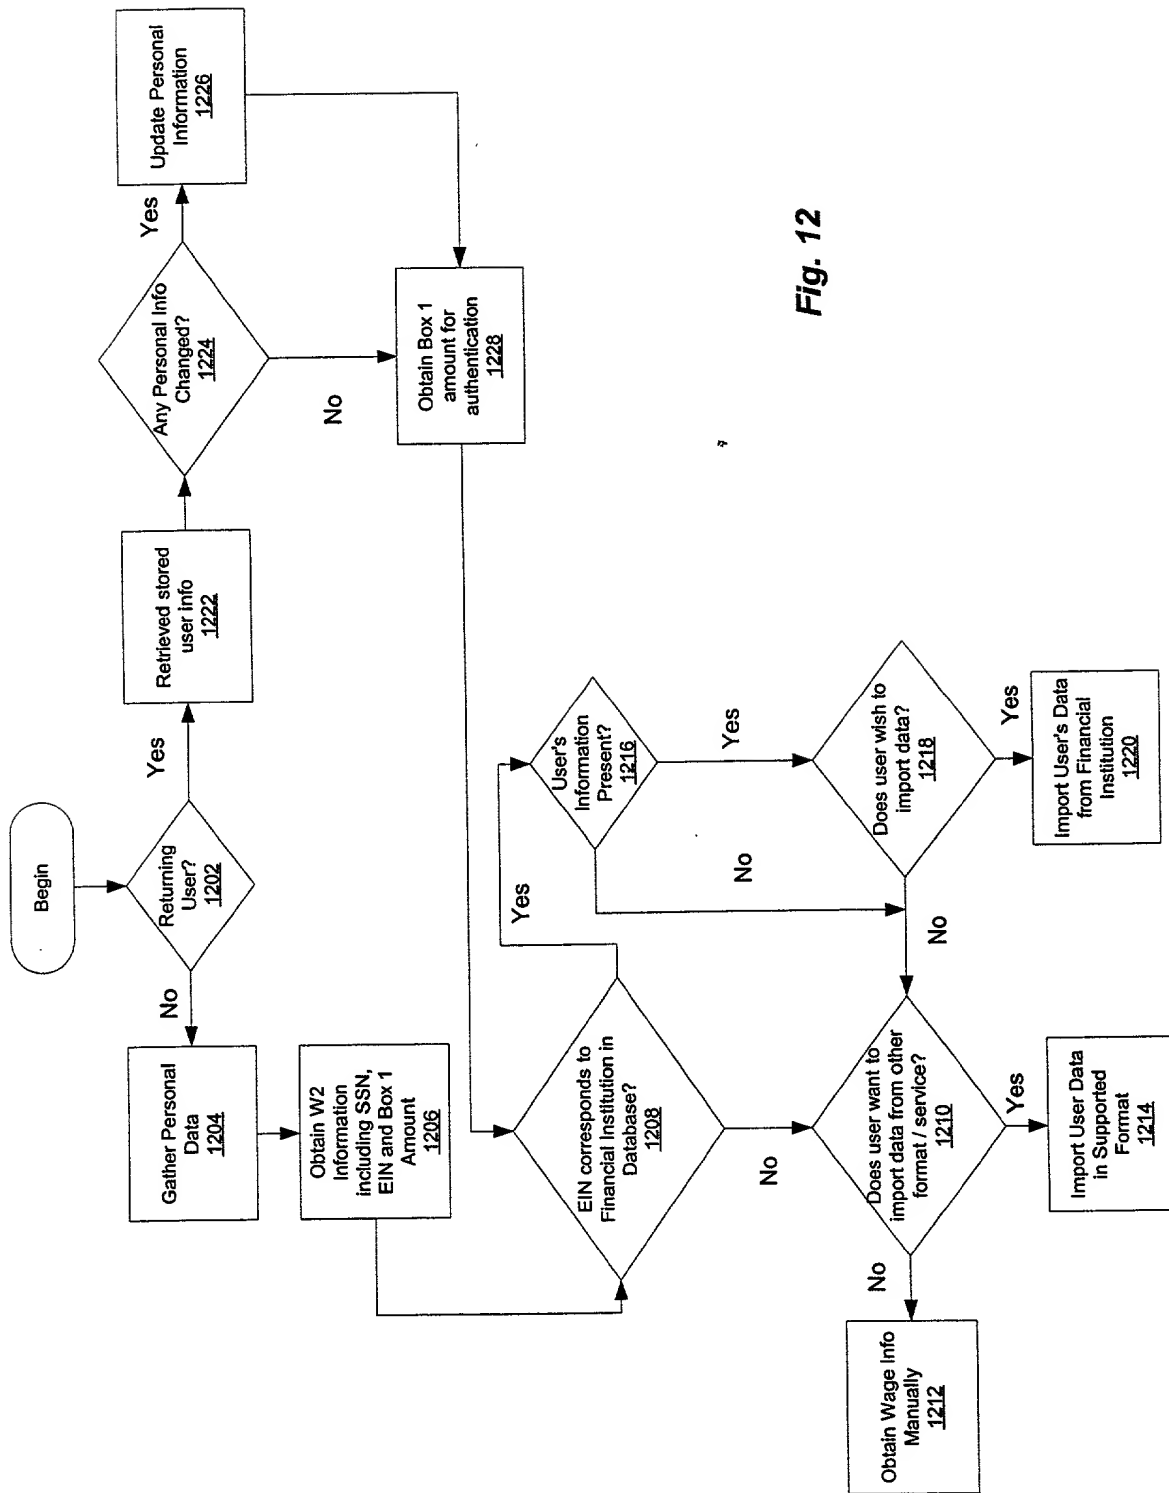 Begin
Returning
User?
1202
Yes
No
Retrieved stored
user info
1222
Any Personal Info
Changed?
1224
Yes
No
Update Personal
Information
1226
Obtain Box 1
amount for
authentication
1228
Gather Personal
Data
1204
Obtain W2
Information
including SSN,
EIN and Box 1
Amount
1206
EIN corresponds to
Financial Institution in
Database?
1208
Yes
No
User's
Information
Present?
1216
Yes
No
Does user wish to
import data?
1218
Yes
No
Import User's Data
from Financial
Institution
1220
Does user want to
import data from other
format / service?
1210
Yes
No
Import User Data
in Supported
Format
1214
Obtain Wage Info
Manually
1212
Fig. 12